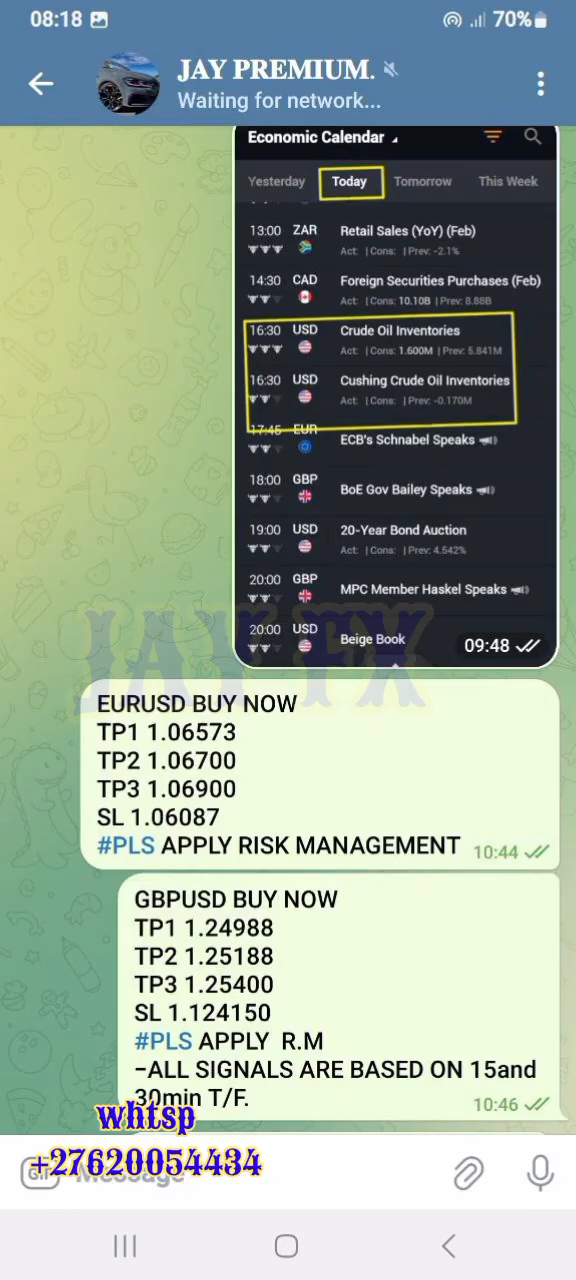 08:18
70%
JAY PREMIUM.
Waiting for network...
Economic Calendar
Yesterday Today Tomorrow This Week
13:00 ZAR Retail Sales (YoY) (Feb)
Act: | Cons: | Prev: -2.1%
14:30 CAD Foreign Securities Purchases (Feb)
Act: | Cons: 10.10B | Prev: 8.88B
16:30 USD Crude Oil Inventories
Act: | Cons: 1.600M | Prev: 5.841M
16:30 USD Cushing Crude Oil Inventories
Act: | Cons: | Prev: -0.170M
17:45 EUR ECB's Schnabel Speaks
18:00 GBP BoE Gov Bailey Speaks
19:00 USD 20-Year Bond Auction
Act: | Cons: | Prev: 4.542%
20:00 GBP MPC Member Haskel Speaks
20:00 USD Beige Book
09:48
JAY FX
EURUSD BUY NOW
TP1 1.06573
TP2 1.06700
TP3 1.06900
SL 1.06087
#PLS APPLY RISK MANAGEMENT
10:44
GBPUSD BUY NOW
TP1 1.24988
TP2 1.25188
TP3 1.25400
SL 1.124150
#PLS APPLY R.M
-ALL SIGNALS ARE BASED ON 15and
30min T/F.
10:46
whtsp
+27620054434
GIF Message